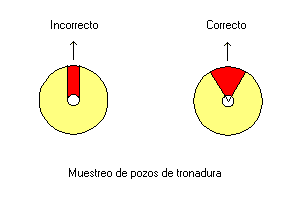 Incorrecto
Correcto
Muestreo de pozos de tronadura